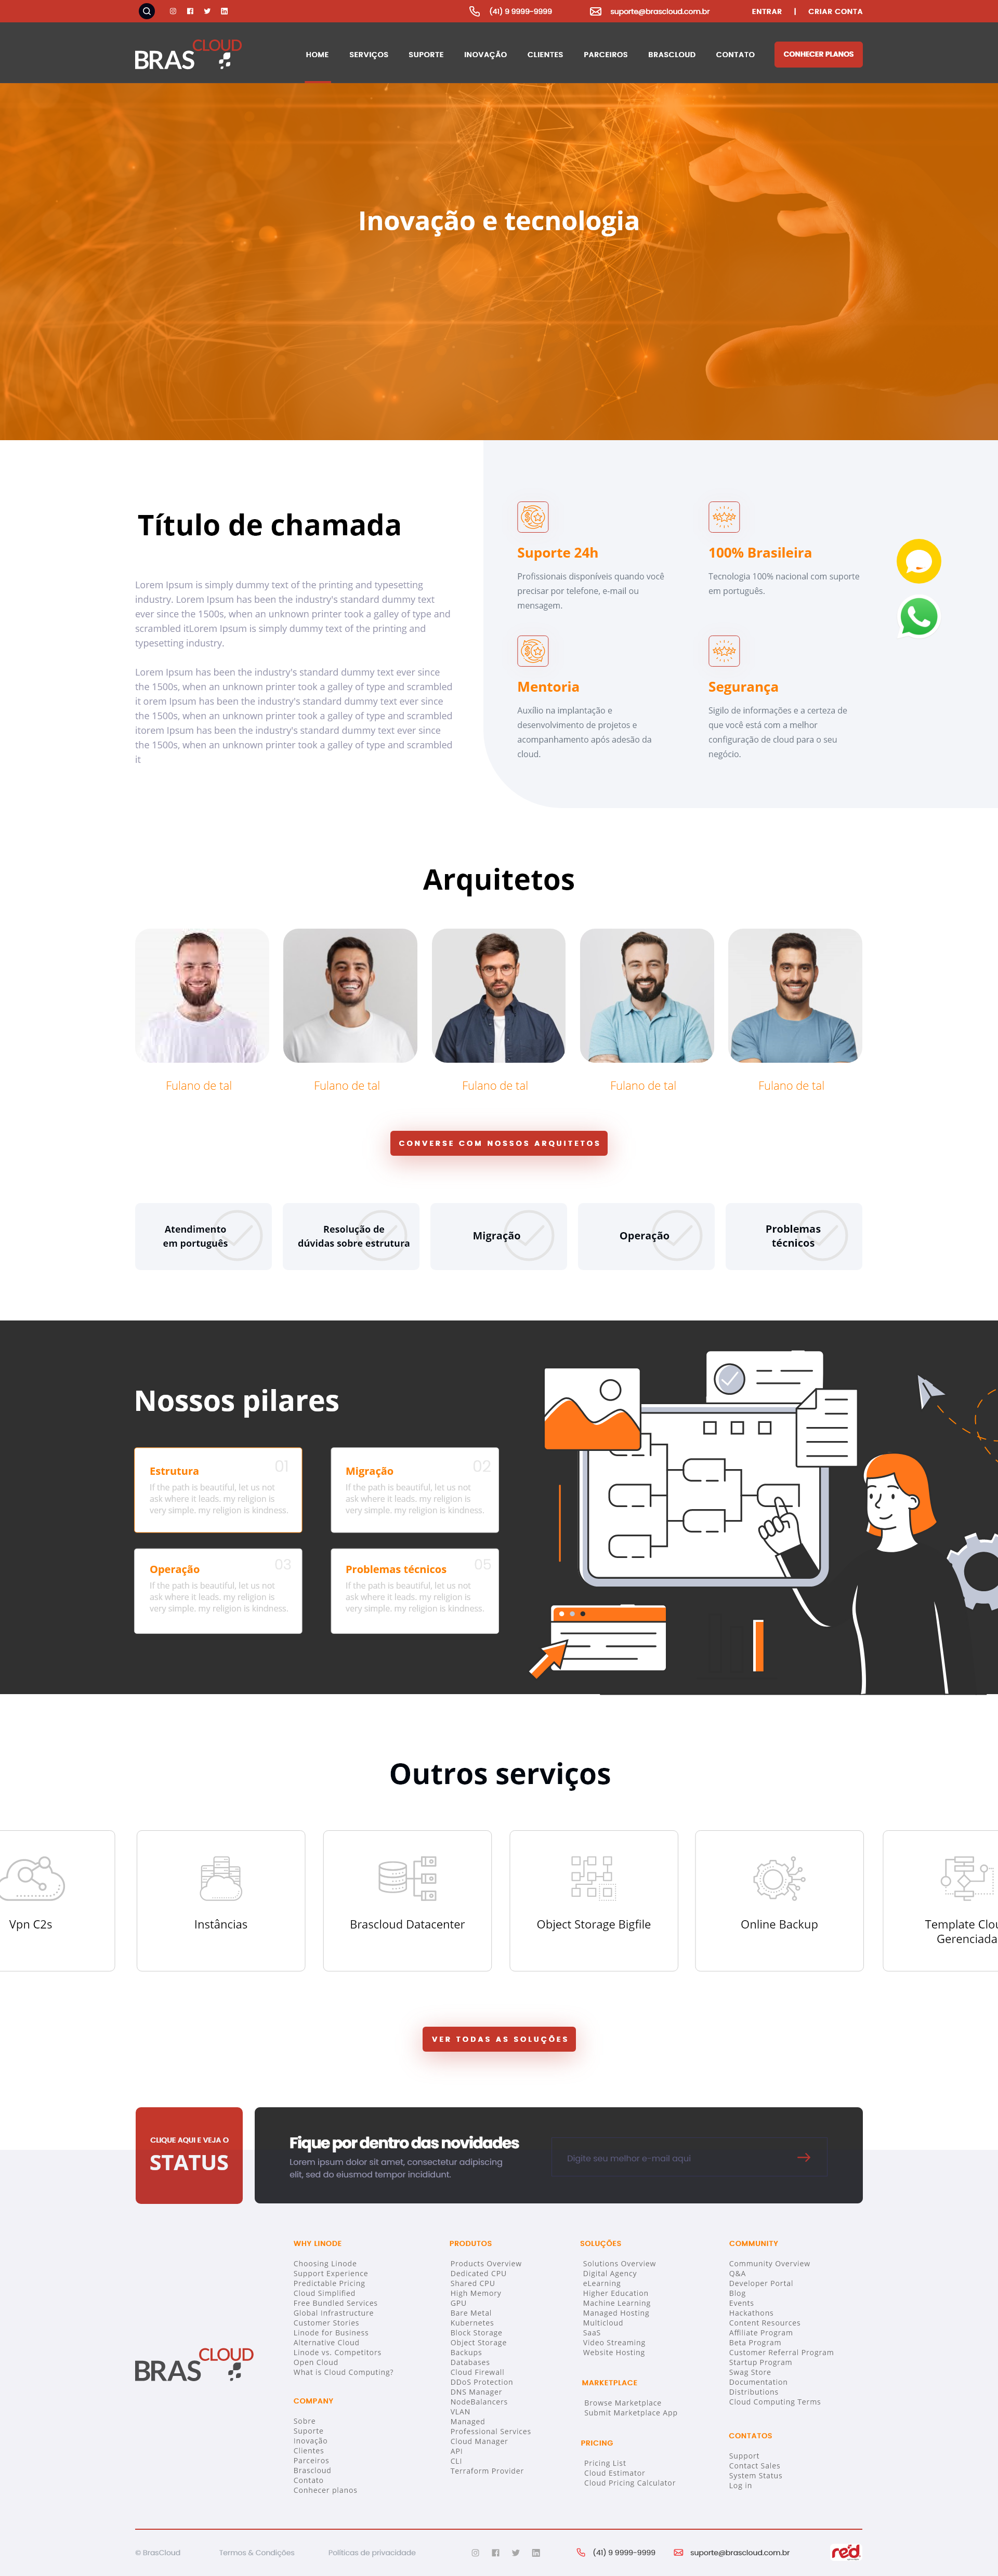 (41) 9 9999-9999
suporte@brascloud.com.br
ENTRAR | CRIAR CONTA
BRASCLOUD
HOME
SERVIÇOS
SUPORTE
INOVAÇÃO
CLIENTES
PARCEIROS
BRASCLOUD
CONTATO
CONHECER PLANOS
Inovação e tecnologia
Título de chamada
Lorem Ipsum is simply dummy text of the printing and typesetting
industry. Lorem Ipsum has been the industry's standard dummy text
ever since the 1500s, when an unknown printer took a galley of type and
scrambled itLorem Ipsum is simply dummy text of the printing and
typesetting industry.
Lorem Ipsum has been the industry's standard dummy text ever since
the 1500s, when an unknown printer took a galley of type and scrambled
it orem Ipsum has been the industry's standard dummy text ever since
the 1500s, when an unknown printer took a galley of type and scrambled
itorem Ipsum has been the industry's standard dummy text ever since
the 1500s, when an unknown printer took a galley of type and scrambled
it
Suporte 24h
Profissionais disponíveis quando você
precisar por telefone, e-mail ou
mensagem.
100% Brasileira
Tecnologia 100% nacional com suporte
em português.
Mentoria
Auxílio na implantação e
desenvolvimento de projetos e
acompanhamento após adesão da
cloud.
Segurança
Sigilo de informações e a certeza de
que você está com a melhor
configuração de cloud para o seu
negócio.
Arquitetos
Fulano de tal
Fulano de tal
Fulano de tal
Fulano de tal
Fulano de tal
CONVERSE COM NOSSOS ARQUITETOS
Atendimento
em português
Resolução de
dúvidas sobre estrutura
Migração
Operação
Problemas
técnicos
Nossos pilares
01
Estrutura
If the path is beautiful, let us not
ask where it leads. my religion is
very simple. my religion is kindness.
02
Migração
If the path is beautiful, let us not
ask where it leads. my religion is
very simple. my religion is kindness.
03
Operação
If the path is beautiful, let us not
ask where it leads. my religion is
very simple. my religion is kindness.
05
Problemas técnicos
If the path is beautiful, let us not
ask where it leads. my religion is
very simple. my religion is kindness.
Outros serviços
Vpn C2s
Instâncias
Brascloud Datacenter
Object Storage Bigfile
Online Backup
Template Clou
Gerenciada
VER TODAS AS SOLUÇÕES
CLIQUE AQUI E VEJA O
STATUS
Fique por dentro das novidades
Lorem ipsum dolor sit amet, consectetur adipiscing
elit, sed do eiusmod tempor incididunt.
Digite seu melhor e-mail aqui
BRASCLOUD
WHY LINODE
Choosing Linode
Support Experience
Predictable Pricing
Cloud Simplified
Free Bundled Services
Global Infrastructure
Customer Stories
Linode for Business
Alternative Cloud
Linode vs. Competitors
Open Cloud
What is Cloud Computing?
COMPANY
Sobre
Suporte
Inovação
Clientes
Parceiros
Brascloud
Contato
Conhecer planos
PRODUTOS
Products Overview
Dedicated CPU
Shared CPU
High Memory
GPU
Bare Metal
Kubernetes
Block Storage
Object Storage
Backups
Databases
Cloud Firewall
DDoS Protection
DNS Manager
NodeBalancers
VLAN
Managed
Professional Services
Cloud Manager
API
CLI
Terraform Provider
SOLUÇÕES
Solutions Overview
Digital Agency
eLearning
Higher Education
Machine Learning
Managed Hosting
Multicloud
SaaS
Video Streaming
Website Hosting
MARKETPLACE
Browse Marketplace
Submit Marketplace App
PRICING
Pricing List
Cloud Estimator
Cloud Pricing Calculator
COMMUNITY
Community Overview
Q&A
Developer Portal
Blog
Events
Hackathons
Content Resources
Affiliate Program
Beta Program
Customer Referral Program
Startup Program
Swag Store
Documentation
Distributions
Cloud Computing Terms
CONTATOS
Support
Contact Sales
System Status
Log in
© BrasCloud
Termos & Condições
Políticas de privacidade
(41) 9 9999-9999
suporte@brascloud.com.br
red